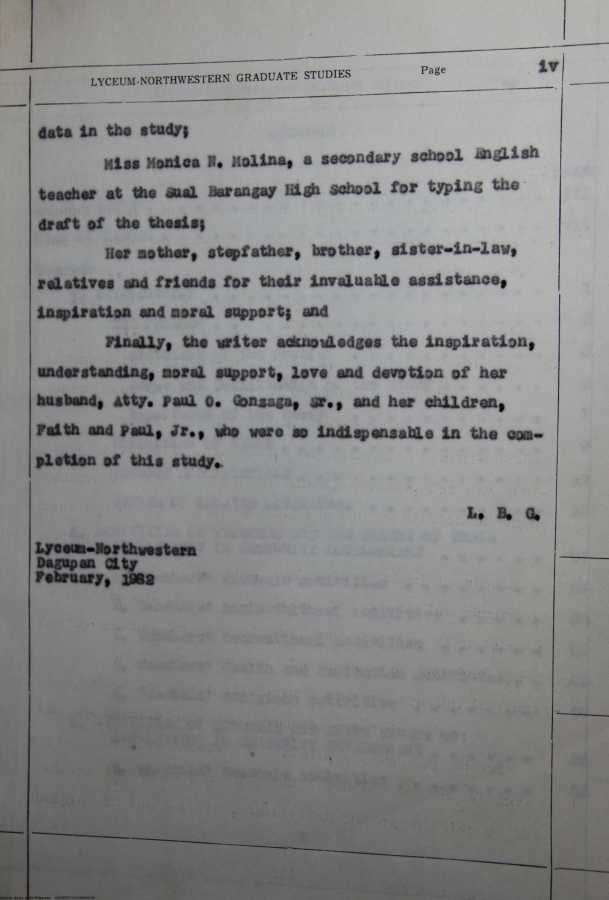 LYCEUM-NORTHWESTERN GRADUATE STUDIES Page iv
data in the study;
Miss Monica N. Molina, a secondary school English
teacher at the Sual Barangay High School for typing the
draft of the thesis;
Her mother, stepfather, brother, sister-in-law,
relatives and friends for their invaluable assistance,
inspiration and moral support; and
Finally, the writer acknowledges the inspiration,
understanding, moral support, love and devotion of her
husband, Atty. Paul O. Gonzaga, Sr., and her children,
Faith and Paul, Jr., who were so indispensable in the com-
pletion of this study.
L. B. G.
Lyceum-Northwestern
Dagupan City
February, 1982